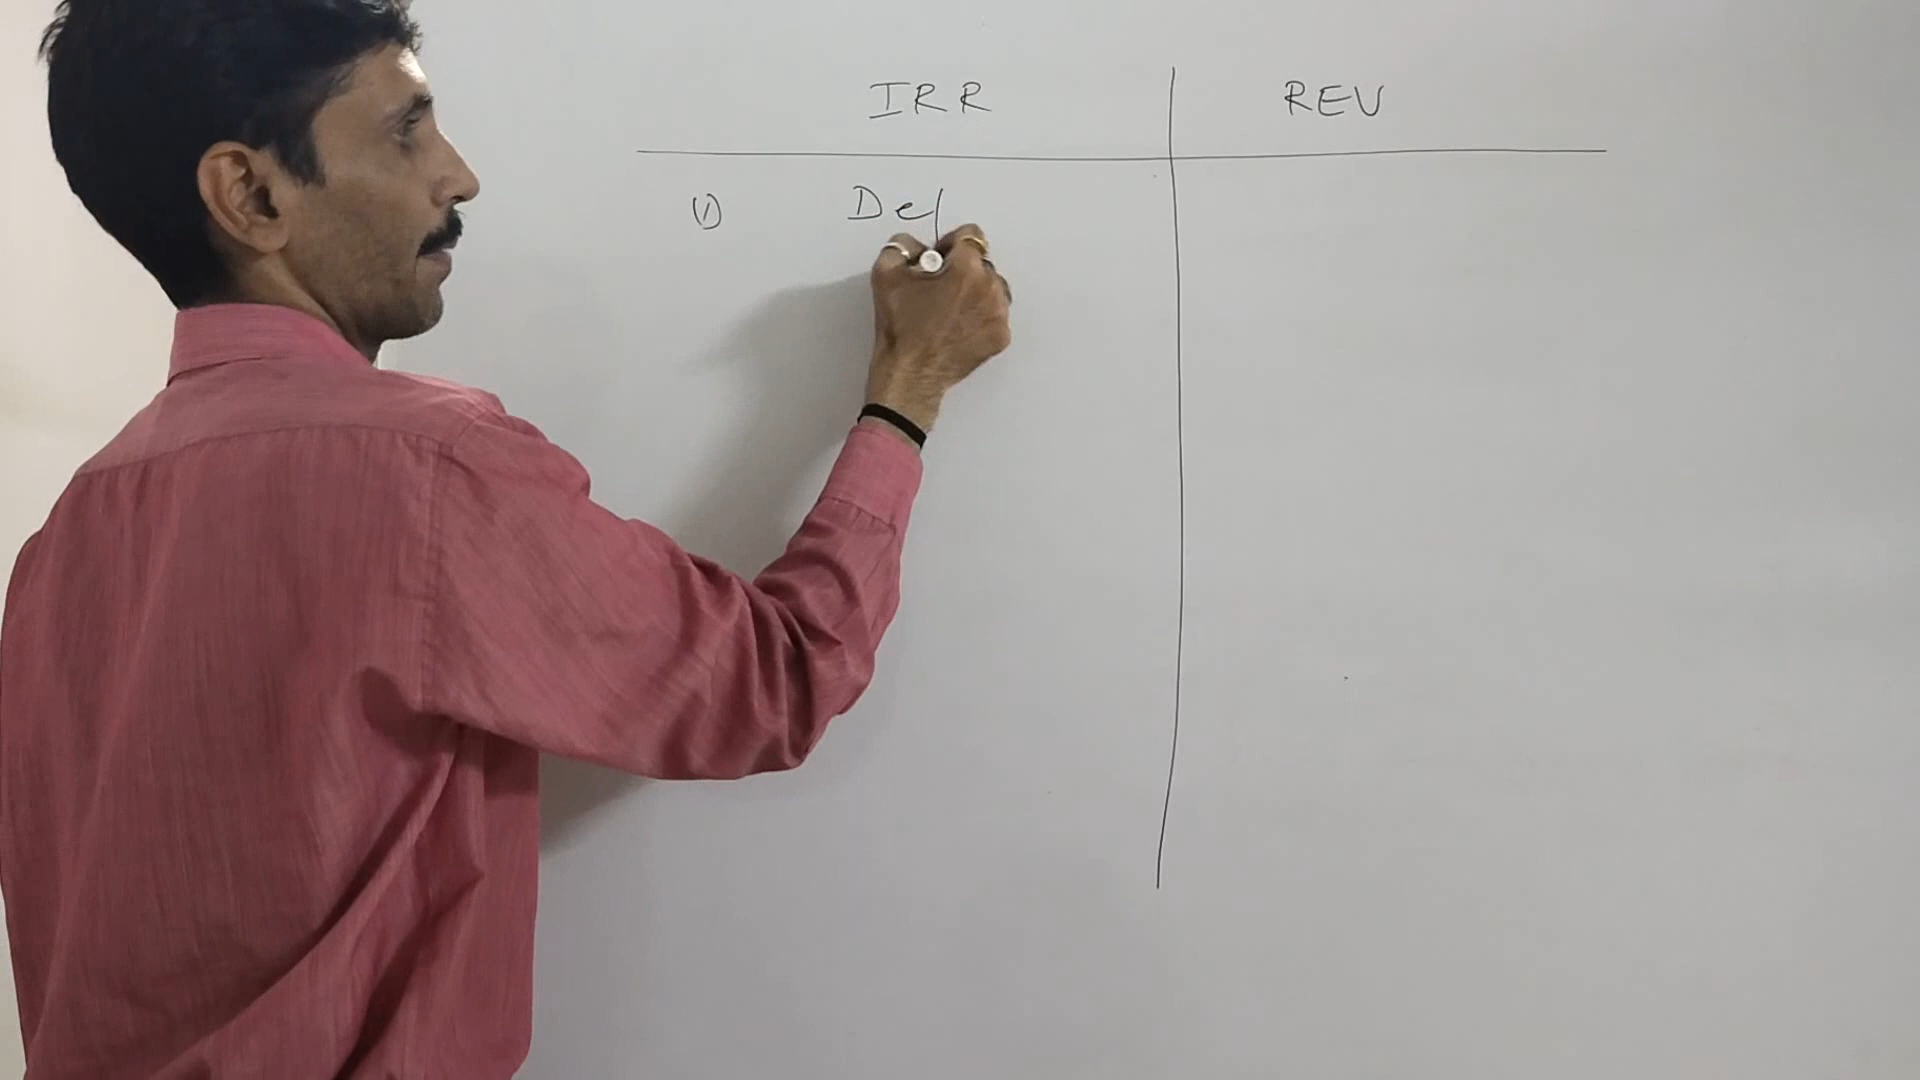 IRR REV
① Def